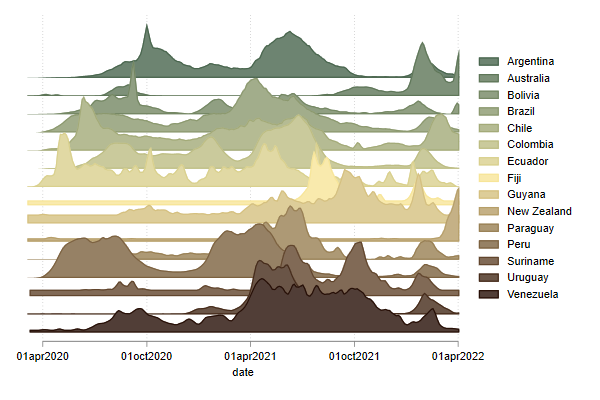 Argentina
Australia
Bolivia
Brazil
Chile
Colombia
Ecuador
Fiji
Guyana
New Zealand
Paraguay
Peru
Suriname
Uruguay
Venezuela
01apr2020 01oct2020 01apr2021 01oct2021 01apr2022
date